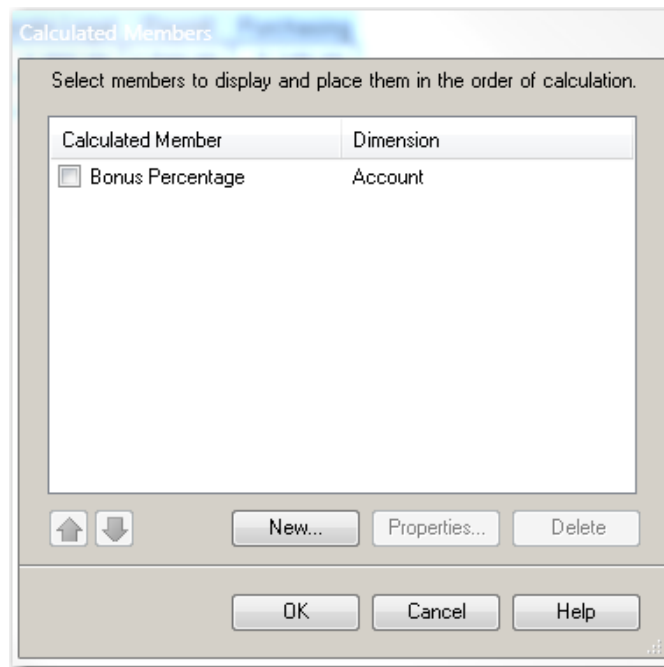 Calculated Members
Select members to display and place them in the order of calculation.
Calculated Member Dimension
Bonus Percentage Account
New... Properties... Delete
OK Cancel Help